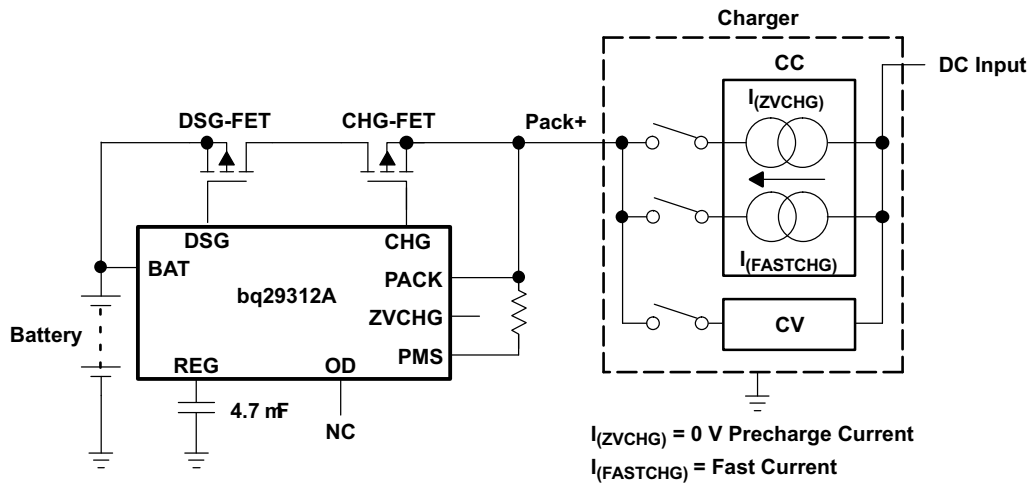 Charger
CC
DC Input
I(ZVCHG)
DSG-FET
CHG-FET
Pack+
I(FASTCHG)
DSG
CHG
BAT
PACK
bq29312A
ZVCHG
CV
Battery
PMS
REG
OD
4.7 mF
NC
I(ZVCHG) = 0 V Precharge Current
I(FASTCHG) = Fast Current